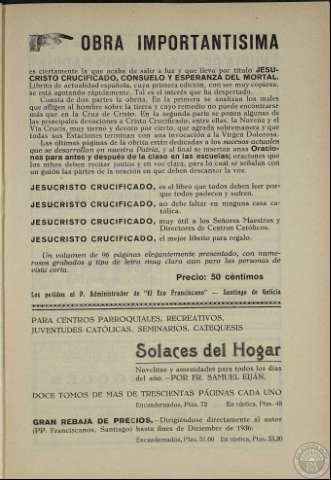 OBRA IMPORTANTISIMA
es ciertamente la que acaba de salir a luz y que lleva por título JESU-
CRISTO CRUCIFICADO, CONSUELO Y ESPERANZA DEL MORTAL.
Librito de actualidad española, cuya primera edición, con ser muy copiosa,
se está agotando rápidamente. Tal es el interés que ha despertado.
Consta de dos partes la obrita. En la primera se analizan los males
que afligen al hombre sobre la tierra y cuyo remedio no puede encontrarse
más que en la Cruz de Cristo. En la segunda parte se ponen algunas de
las principales devociones a Cristo Crucificado, entre ellas, la Novena y el
Vía Crucis, muy tierno y devoto por cierto, que agrada sobremanera y que
todas sus Estaciones terminan con una invocación a la Virgen Dolorosa.
Las últimas páginas de la obrita están dedicadas a los sucesos actuales
que se desarrollan en nuestra Patria, y al final se insertan unas Oracio-
nes para antes y después de la clase en las escuelas; oraciones que
los niños deben recitar juntos y en voz clara, para lo cual se señalan con
un guión las partes de la oración en que deben descansar la voz.
JESUCRISTO CRUCIFICADO, es el libro que todos deben leer por-
que todos padecen y sufren.
JESUCRISTO CRUCIFICADO, no debe faltar en ninguna casa ca-
tólica.
JESUCRISTO CRUCIFICADO, muy útil a los Señores Maestros y
Directores de Centros Católicos.
JESUCRISTO CRUCIFICADO, el mejor librito para regalo.
Un volumen de 96 páginas elegantemente presentado, con nume-
rosos grabados y tipo de letra muy clara aun para las personas de
vista corta.
Precio: 50 céntimos
Los pedidos al P. Administrador de "El Eco Franciscano" — Santiago de Galicia
PARA CENTROS PARROQUIALES, RECREATIVOS,
JUVENTUDES CATÓLICAS, SEMINARIOS, CATEQUESIS
Solaces del Hogar
Novelitas y amenidades para todos los días
del año. — POR FR. SAMUEL EIJÁN.
DOCE TOMOS DE MAS DE TRESCIENTAS PÁGINAS CADA UNO
Encuadernados, Ptas. 72 En rústica, Ptas. 48
GRAN REBAJA DE PRECIOS.—Dirigiéndose directamente al autor
(PP. Franciscanos, Santiago) hasta fines de Diciembre de 1936:
Encuadernados, Ptas. 51,60 En rústica, Ptas. 33,20